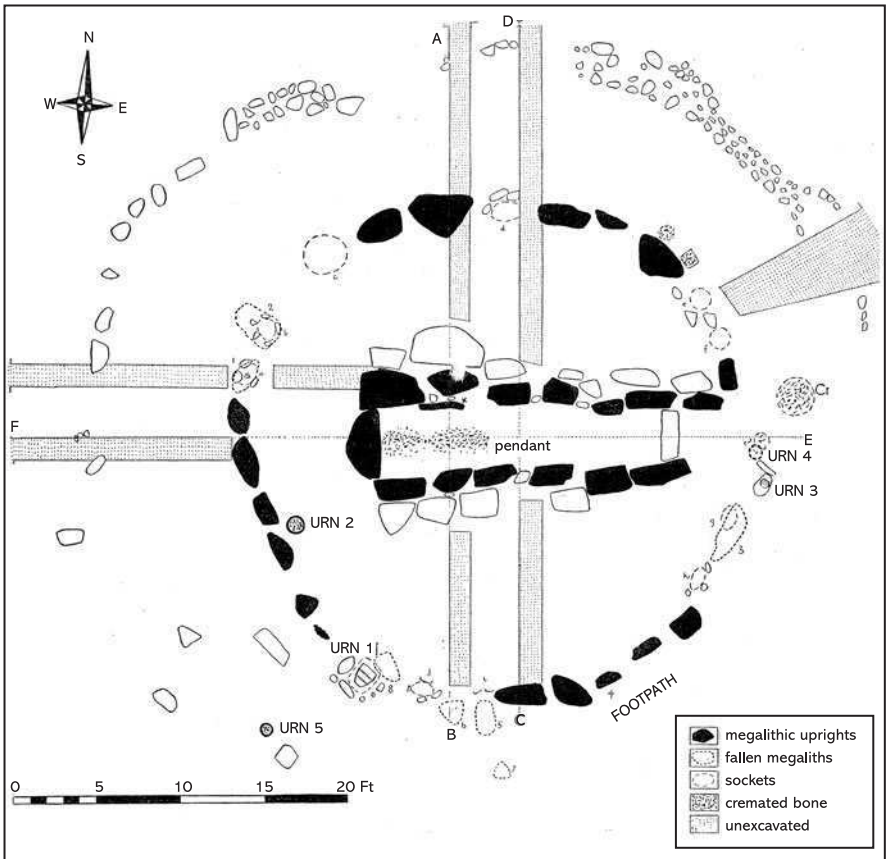 N
W E
S
A
D
F
E
pendant
Cr
URN 4
URN 3
URN 2
URN 1
URN 5
B
C
FOOTPATH
0 5 10 15 20 Ft
megalithic uprights
fallen megaliths
sockets
cremated bone
unexcavated